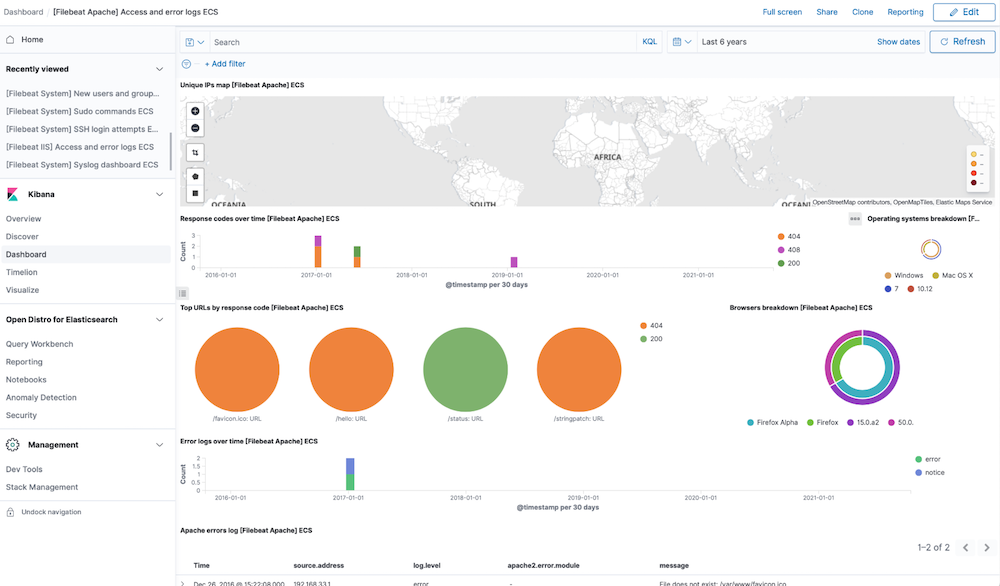 Dashboard / [Filebeat Apache] Access and error logs ECS
Full screen Share Clone Reporting Edit
Home
Search KQL Last 6 years Show dates Refresh
+ Add filter
Recently viewed
[Filebeat System] New users and group...
[Filebeat System] Sudo commands ECS
[Filebeat System] SSH login attempts E...
[Filebeat IIS] Access and error logs ECS
[Filebeat System] Syslog dashboard ECS
Kibana
Overview
Discover
Dashboard
Timelion
Visualize
Open Distro for Elasticsearch
Query Workbench
Reporting
Notebooks
Anomaly Detection
Security
Management
Dev Tools
Stack Management
Undock navigation
Unique IPs map [Filebeat Apache] ECS
AFRICA
OCEANIA
SOUTH
OCEANI
OpenStreetMap contributors, OpenMapTiles, Elastic Maps Service
Response codes over time [Filebeat Apache] ECS
Count
3
2
1
0
2016-01-01 2017-01-01 2018-01-01 2019-01-01 2020-01-01 2021-01-01
@timestamp per 30 days
404
408
200
Operating systems breakdown [F...
Windows Mac OS X
7 10.12
Top URLs by response code [Filebeat Apache] ECS
/favicon.ico: URL /hello: URL /status: URL /stringpatch: URL
404
200
Browsers breakdown [Filebeat Apache] ECS
Firefox Alpha Firefox 15.0.a2 50.0.
Error logs over time [Filebeat Apache] ECS
Count
2
1.5
1
0.5
0
2016-01-01 2017-01-01 2018-01-01 2019-01-01 2020-01-01 2021-01-01
@timestamp per 30 days
error
notice
Apache errors log [Filebeat Apache] ECS
1–2 of 2
Time source.address log.level apache2.error.module message
Dec 26, 2016 @ 15:22:08.000 192.168.33.1 error - File does not exist: /var/www/favicon.ico